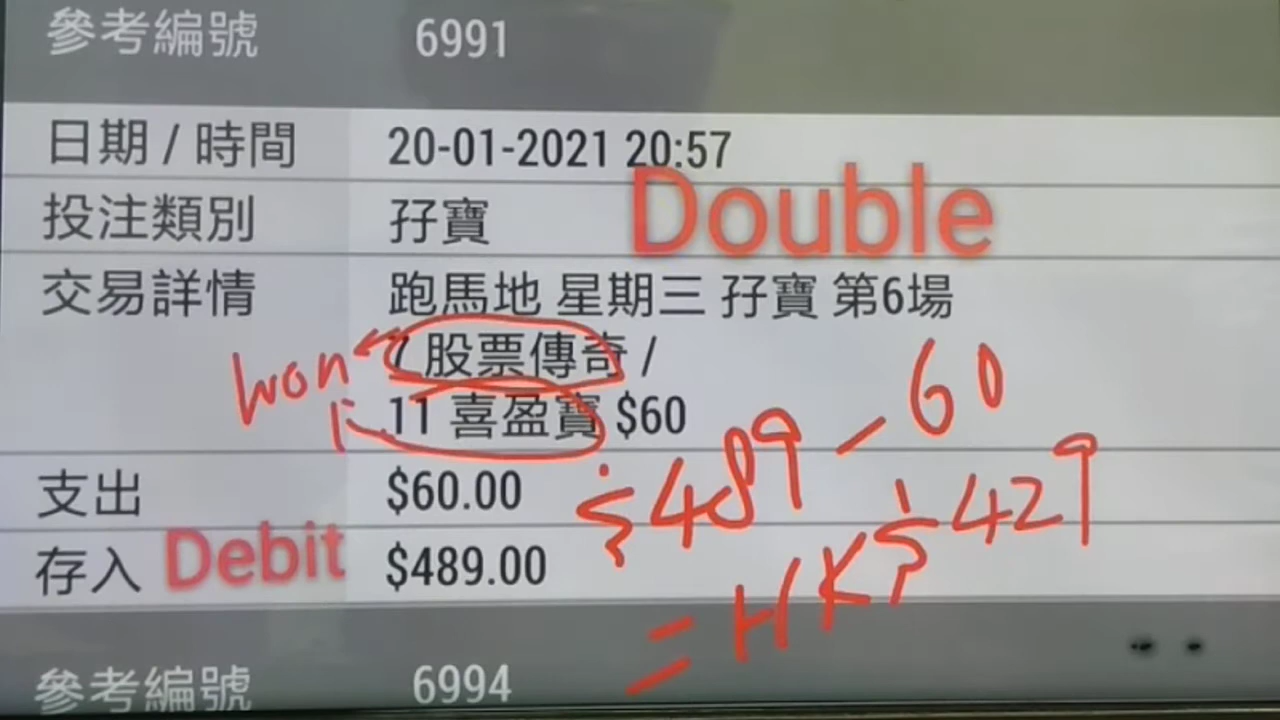 參考編號 6991
日期 / 時間 20-01-2021 20:57
投注類別 孖寶 Double
交易詳情 跑馬地 星期三 孖寶 第6場
won 7 股票傳奇 /
11 喜盈寶 $60
$489 - 60
支出 $60.00
= HK$429
存入 Debit $489.00
參考編號 6994